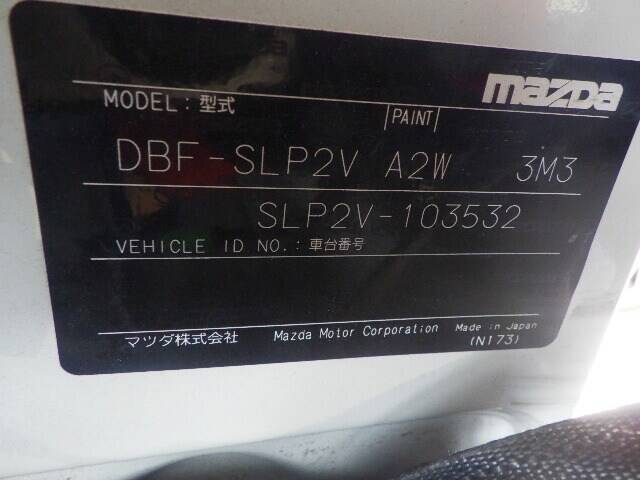 mazda
MODEL : 型式 |PAINT|
DBF-SLP2V A2W 3M3
SLP2V-103532
VEHICLE ID NO. : 車台番号
マツダ株式会社 Mazda Motor Corporation Made in Japan
(N173)